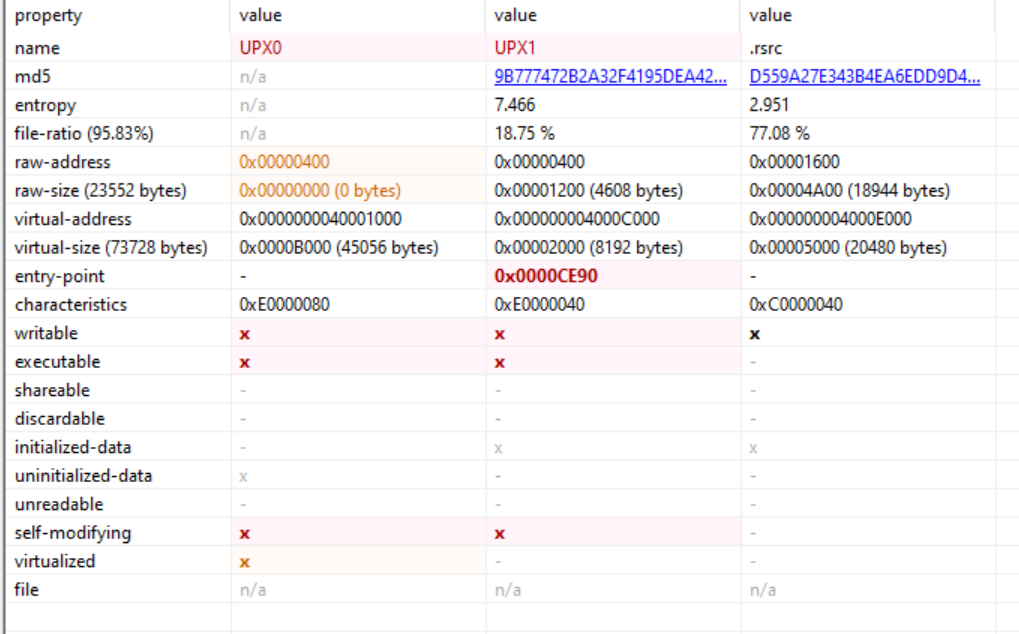 property value value value
name UPX0 UPX1 .rsrc
md5 n/a 9B777472B2A32F4195DEA42... D559A27E343B4EA6EDD9D4...
entropy n/a 7.466 2.951
file-ratio (95.83%) n/a 18.75 % 77.08 %
raw-address 0x00000400 0x00000400 0x00001600
raw-size (23552 bytes) 0x00000000 (0 bytes) 0x00001200 (4608 bytes) 0x00004A00 (18944 bytes)
virtual-address 0x0000000040001000 0x000000004000C000 0x000000004000E000
virtual-size (73728 bytes) 0x0000B000 (45056 bytes) 0x00002000 (8192 bytes) 0x00005000 (20480 bytes)
entry-point - 0x0000CE90 -
characteristics 0xE0000080 0xE0000040 0xC0000040
writable x x x
executable x x -
shareable - - -
discardable - - -
initialized-data - x x
uninitialized-data x - -
unreadable - - -
self-modifying x x -
virtualized x - -
file n/a n/a n/a